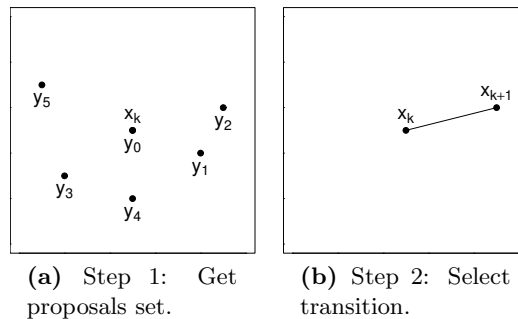 y5
xk
y0
y2
y1
y3
y4
xk
xk+1
(a) Step 1: Get
proposals set.
(b) Step 2: Select
transition.